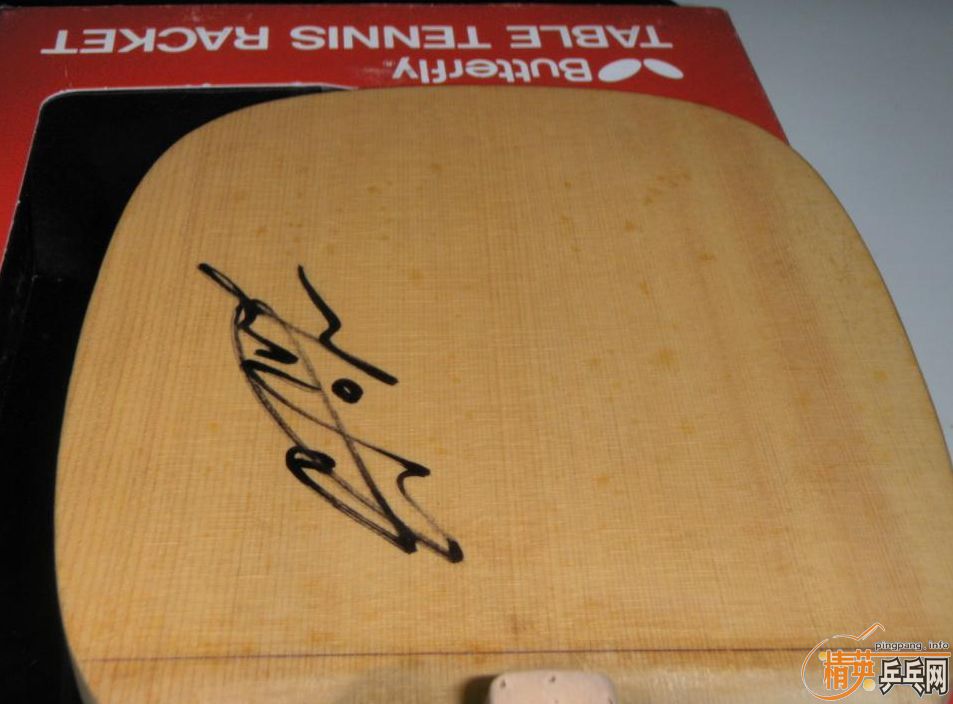 Butterfly
TABLE TENNIS RACKET
pingpang.info
精英乒乓网